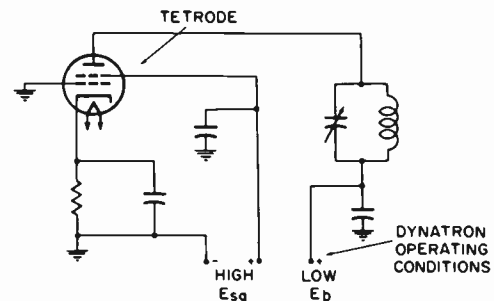 TETRODE
- +
+
HIGH
Esg
LOW
Eb
DYNATRON
OPERATING
CONDITIONS